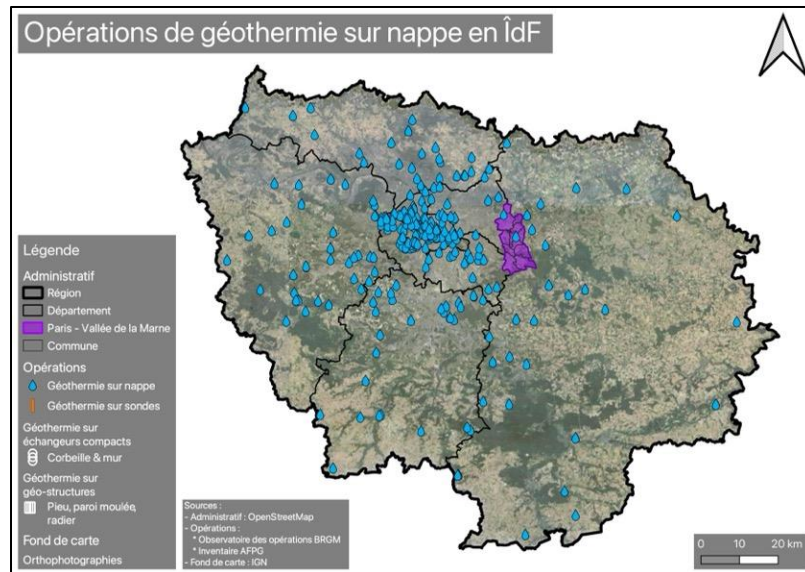 Opérations de géothermie sur nappe en ÎdF
Légende
Administratif
Région
Département
Paris - Vallée de la Marne
Commune
Opérations
Géothermie sur nappe
Géothermie sur sondes
Géothermie sur
échangeurs compacts
Corbeille & mur
Géothermie sur
géo-structures
Pieu, paroi moulée,
radier
Fond de carte
Orthophotographies
Sources :
- Administratif : OpenStreetMap
- Opérations :
* Observatoire des opérations BRGM
* Inventaire AFPG
- Fond de carte : IGN
0 10 20 km